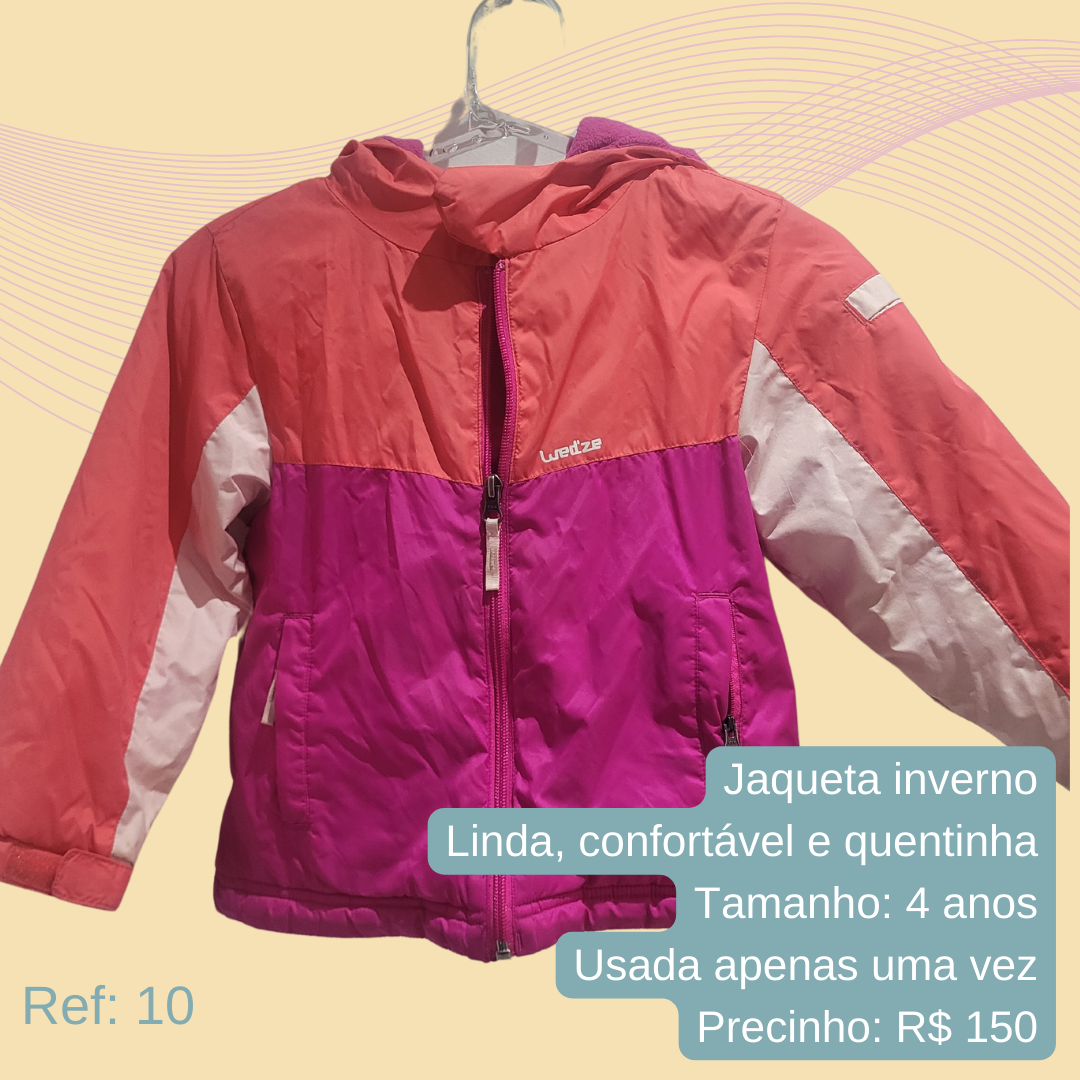 Wed'ze
Jaqueta inverno
Linda, confortável e quentinha
Tamanho: 4 anos
Usada apenas uma vez
Precinho: R$ 150
Ref: 10